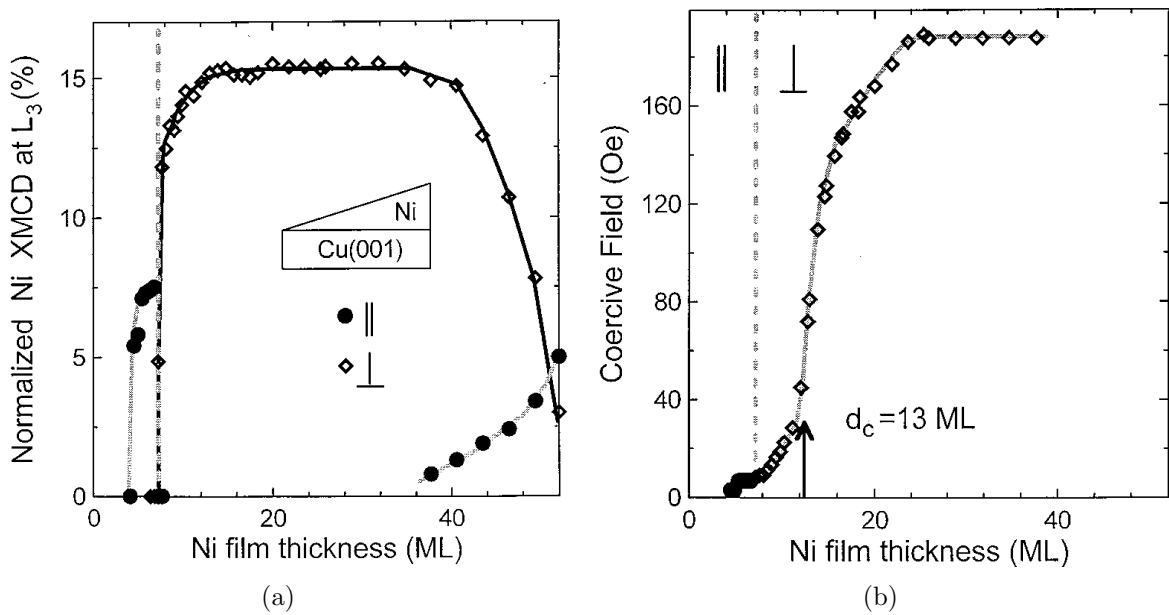 Normalized Ni XMCD at L₃(%)
15
10
5
0
0
20
40
Ni film thickness (ML)
Ni
Cu(001)
||
⊥
(a)
Coercive Field (Oe)
160
120
80
40
0
0
20
40
Ni film thickness (ML)
|| ⊥
d_c=13 ML
(b)